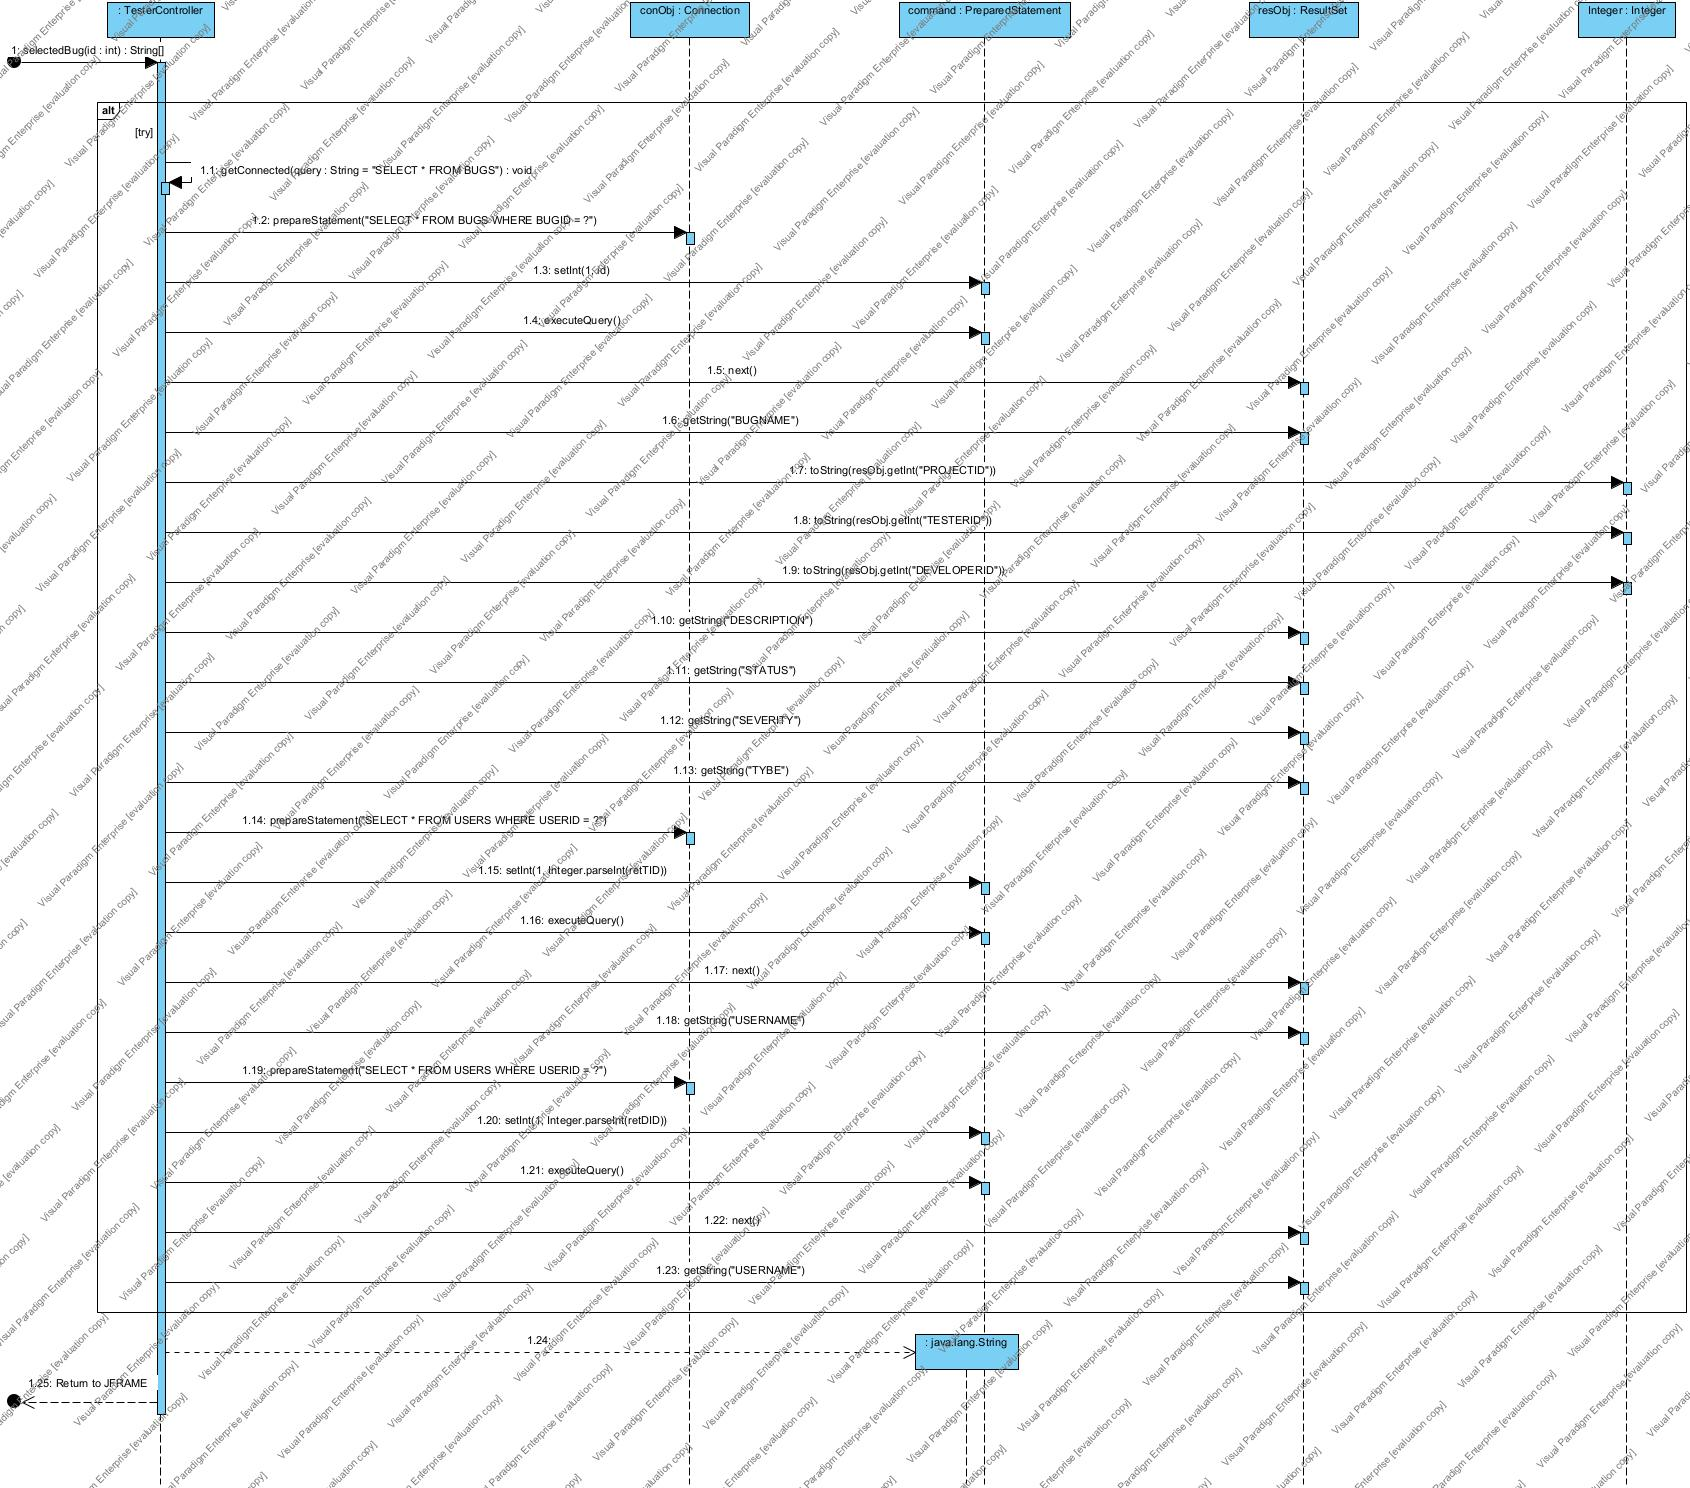 : TesterController
conObj : Connection
command : PreparedStatement
resObj : ResultSet
Integer : Integer
1: selectedBug(id : int) : String[]
alt
[try]
1.1: getConnected(query : String = "SELECT * FROM BUGS") : void
1.2: prepareStatement("SELECT * FROM BUGS WHERE BUGID = ?")
1.3: setInt(1, id)
1.4: executeQuery()
1.5: next()
1.6: getString("BUGNAME")
1.7: toString(resObj.getInt("PROJECTID"))
1.8: toString(resObj.getInt("TESTERID"))
1.9: toString(resObj.getInt("DEVELOPERID"))
1.10: getString("DESCRIPTION")
1.11: getString("STATUS")
1.12: getString("SEVERITY")
1.13: getString("TYBE")
1.14: prepareStatement("SELECT * FROM USERS WHERE USERID = ?")
1.15: setInt(1, Integer.parseInt(retTID))
1.16: executeQuery()
1.17: next()
1.18: getString("USERNAME")
1.19: prepareStatement("SELECT * FROM USERS WHERE USERID = ?")
1.20: setInt(1, Integer.parseInt(retDID))
1.21: executeQuery()
1.22: next()
1.23: getString("USERNAME")
1.24:
: java.lang.String
1.25: Return to JFRAME
Visual Paradigm Enterprise [evaluation copy]